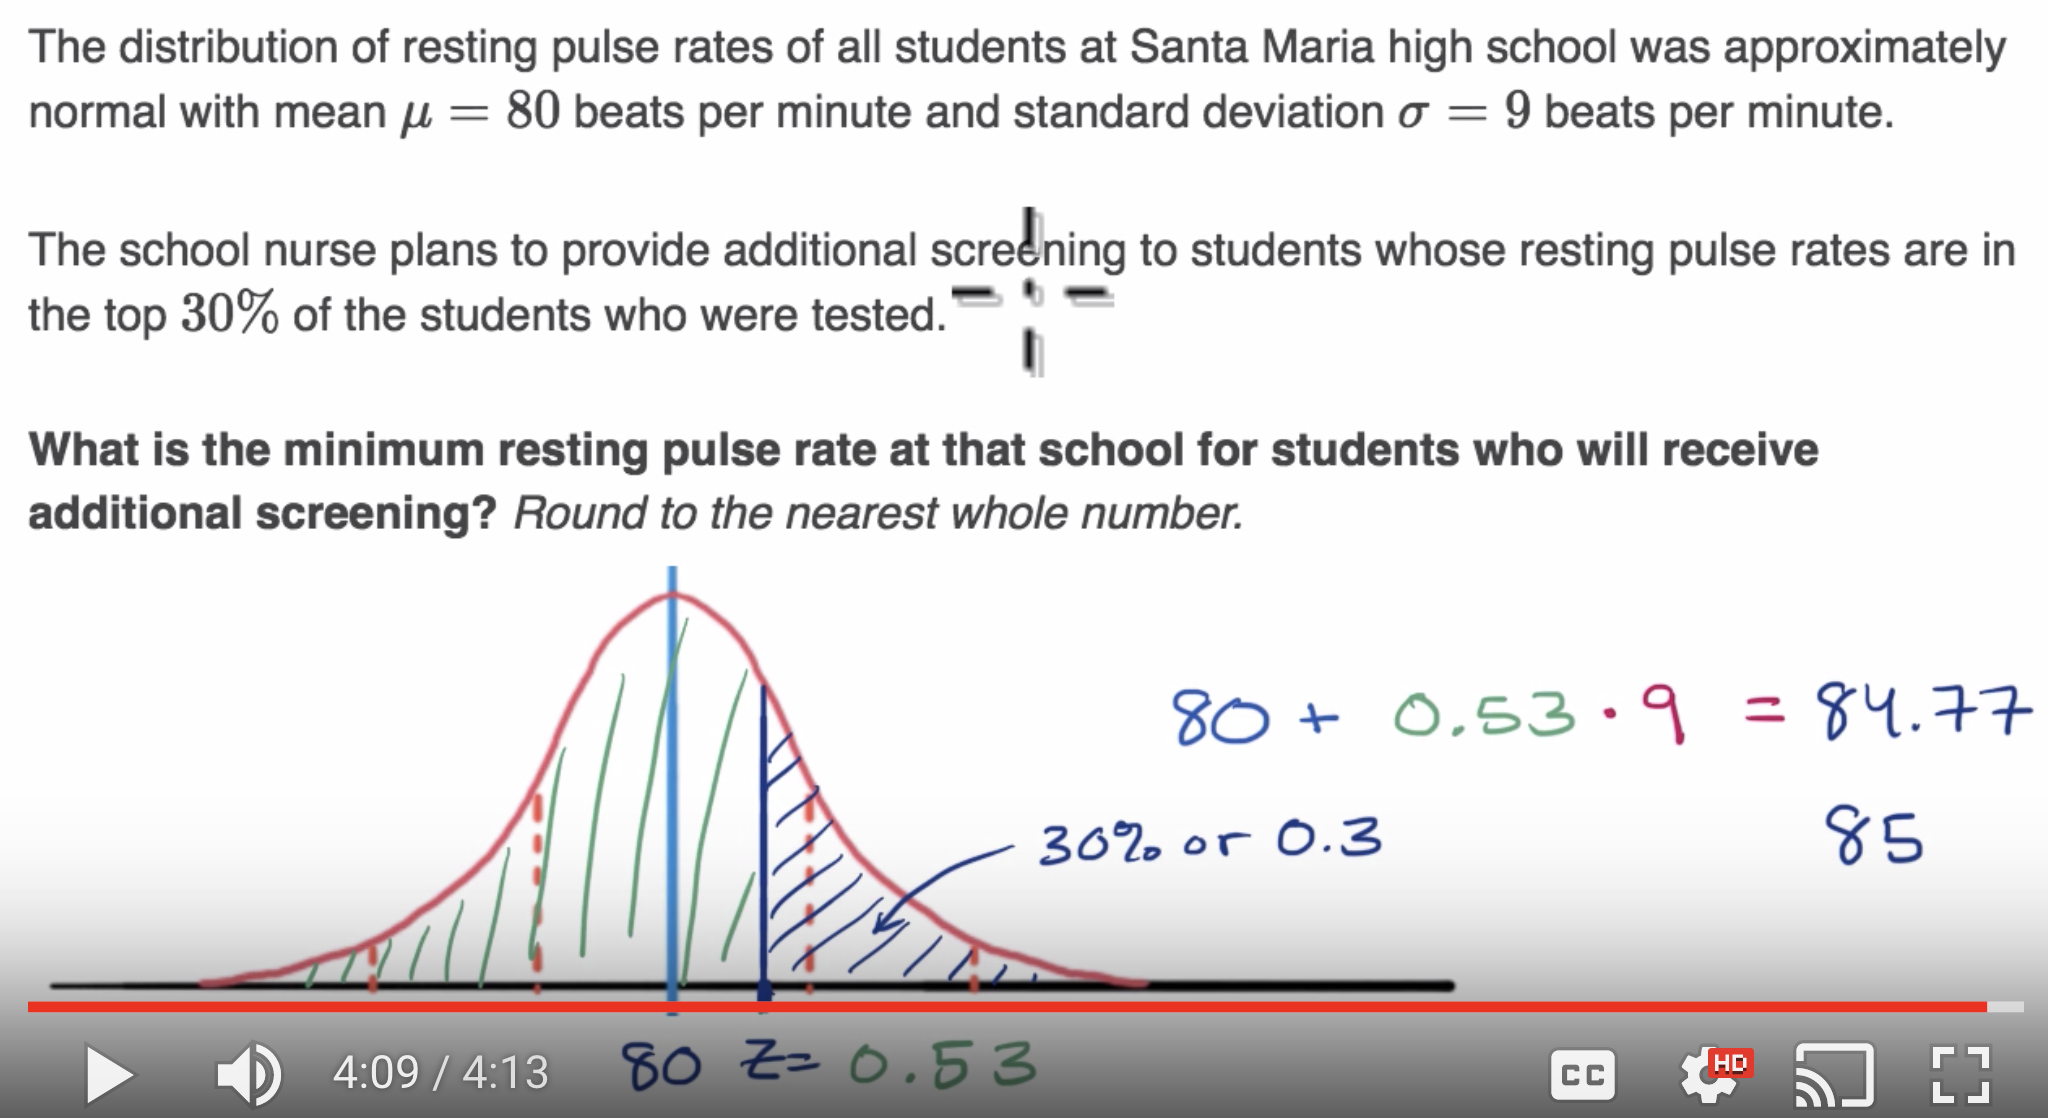 The distribution of resting pulse rates of all students at Santa Maria high school was approximately
normal with mean μ = 80 beats per minute and standard deviation σ = 9 beats per minute.
The school nurse plans to provide additional screening to students whose resting pulse rates are in
the top 30% of the students who were tested.
What is the minimum resting pulse rate at that school for students who will receive
additional screening? Round to the nearest whole number.
80 + 0.53 · 9 = 84.77
30% or 0.3
85
80 Z= 0.53
4:09 / 4:13
CC
HD